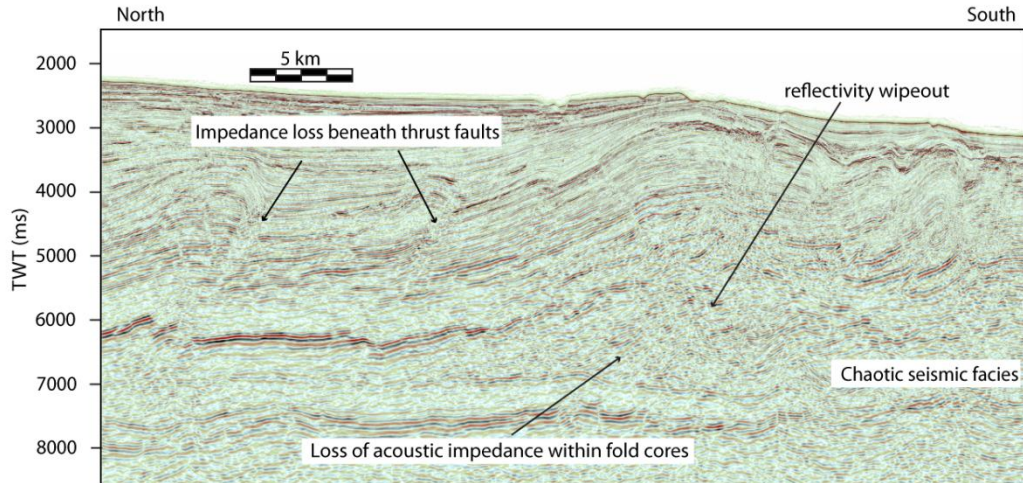 North
South
2000
5 km
reflectivity wipeout
3000
Impedance loss beneath thrust faults
4000
TWT (ms)
5000
6000
7000
Chaotic seismic facies
8000
Loss of acoustic impedance within fold cores